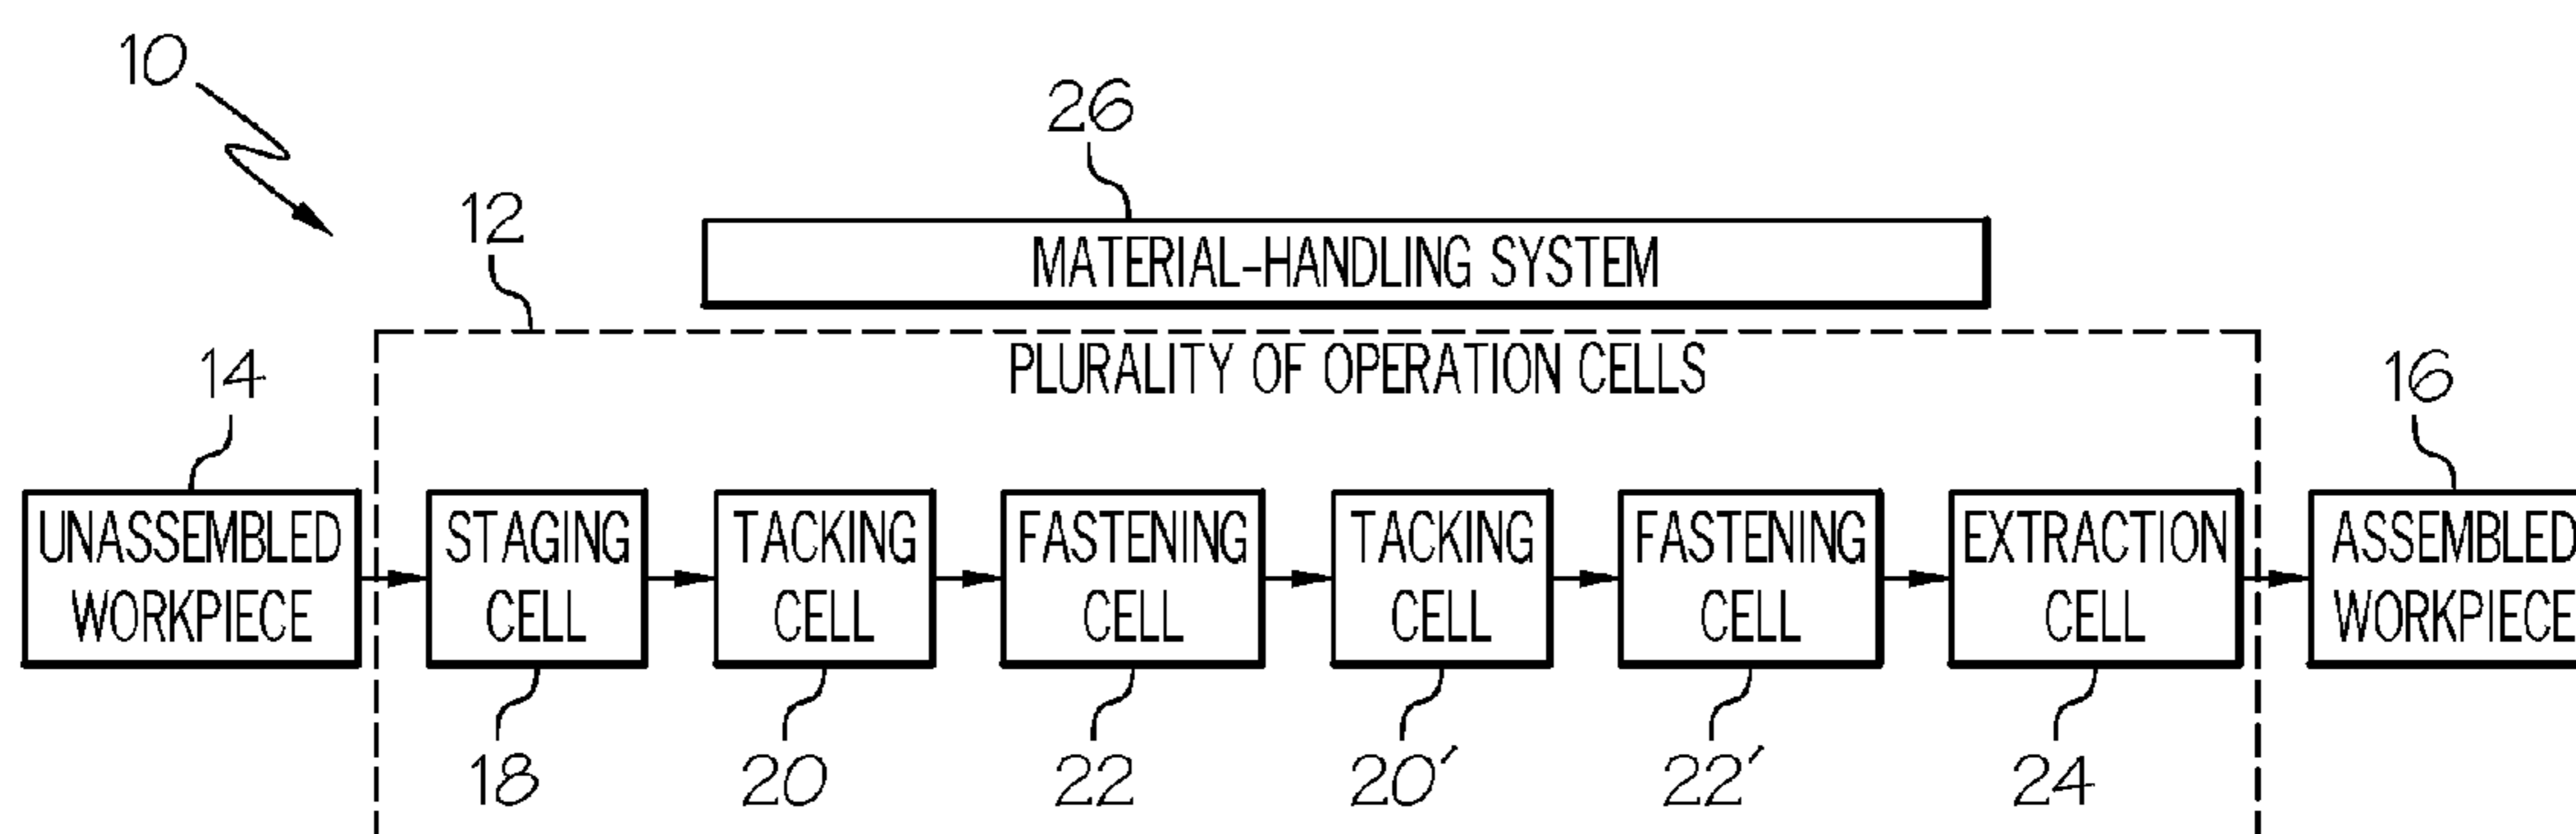 10
26
12
MATERIAL-HANDLING SYSTEM
PLURALITY OF OPERATION CELLS
14
16
UNASSEMBLED
WORKPIECE
STAGING
CELL
TACKING
CELL
FASTENING
CELL
TACKING
CELL
FASTENING
CELL
EXTRACTION
CELL
ASSEMBLED
WORKPIECE
18
20
22
20'
22'
24